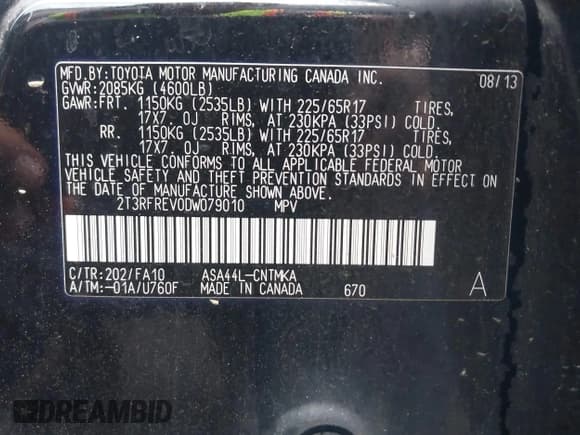 MFD.BY:TOYOTA MOTOR MANUFACTURING CANADA INC. 08/13
GVWR:2085KG (4600LB)
GAWR:FRT. 1150KG (2535LB) WITH 225/65R17 TIRES,
17X7.0J RIMS, AT 230KPA (33PSI) COLD.
RR. 1150KG (2535LB) WITH 225/65R17 TIRES,
17X7.0J RIMS, AT 230KPA (33PSI) COLD.
THIS VEHICLE CONFORMS TO ALL APPLICABLE FEDERAL MOTOR
VEHICLE SAFETY AND THEFT PREVENTION STANDARDS IN EFFECT ON
THE DATE OF MANUFACTURE SHOWN ABOVE.
2T3RFREV0DW079010 MPV
C/TR:202/FA10 ASA44L-CNTMKA A
A/TM:-01A/U760F MADE IN CANADA 670
DREAMBID